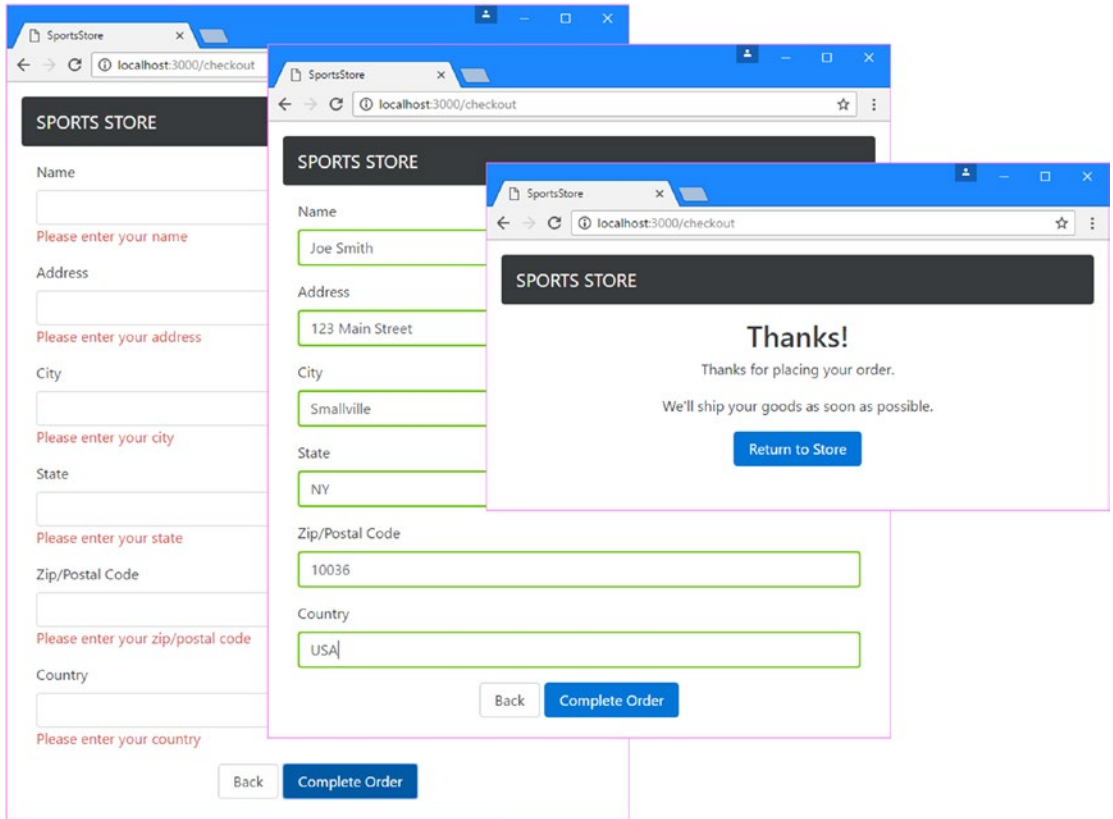 SportsStore
localhost:3000/checkout
SPORTS STORE
Name
Please enter your name
Address
Please enter your address
City
Please enter your city
State
Please enter your state
Zip/Postal Code
Please enter your zip/postal code
Country
Please enter your country
Back
Complete Order
SportsStore
localhost:3000/checkout
SPORTS STORE
Name
Joe Smith
Address
123 Main Street
City
Smallville
State
NY
Zip/Postal Code
10036
Country
USA
Back
Complete Order
SportsStore
localhost:3000/checkout
SPORTS STORE
Thanks!
Thanks for placing your order.
We'll ship your goods as soon as possible.
Return to Store